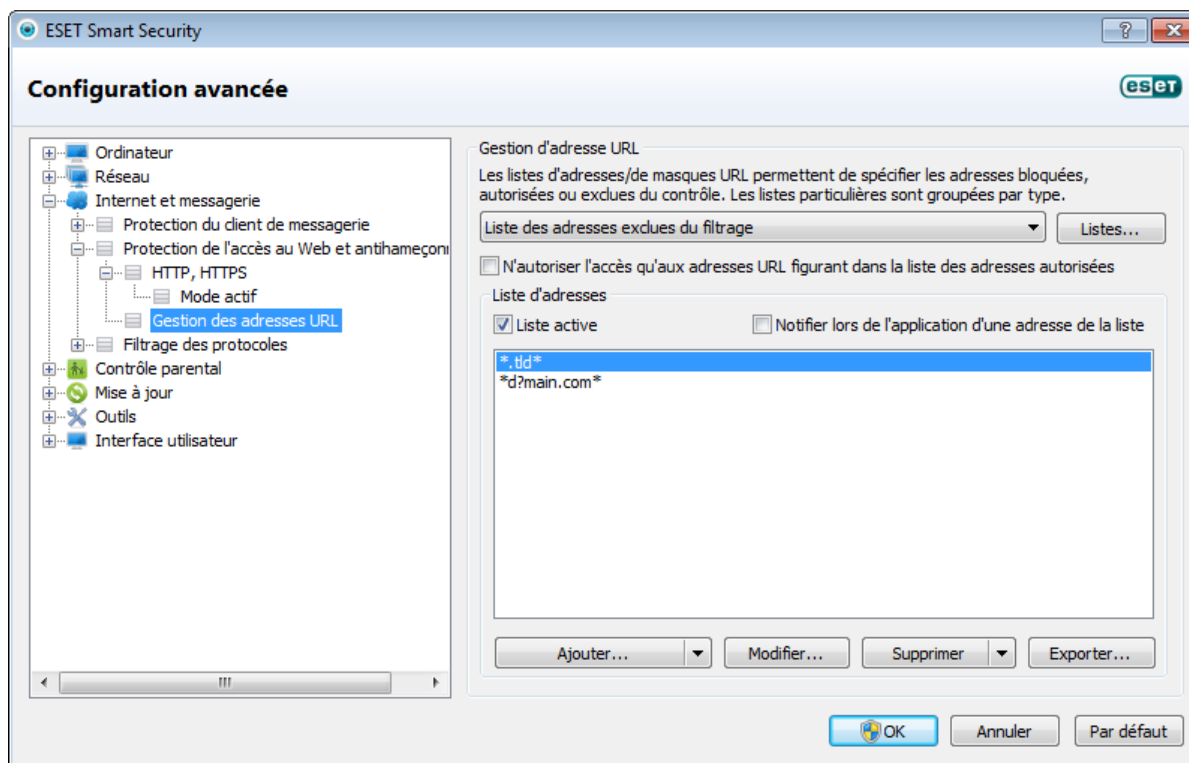 ESET Smart Security
?
Configuration avancée
eseт
Ordinateur
Réseau
Internet et messagerie
Protection du client de messagerie
Protection de l'accès au Web et antihameçonn
HTTP, HTTPS
Mode actif
Gestion des adresses URL
Filtrage des protocoles
Contrôle parental
Mise à jour
Outils
Interface utilisateur
Gestion d'adresse URL
Les listes d'adresses/de masques URL permettent de spécifier les adresses bloquées,
autorisées ou exclues du contrôle. Les listes particulières sont groupées par type.
Liste des adresses exclues du filtrage
Listes...
N'autoriser l'accès qu'aux adresses URL figurant dans la liste des adresses autorisées
Liste d'adresses
Liste active
Notifier lors de l'application d'une adresse de la liste
*.tld*
*d?main.com*
Ajouter...
Modifier...
Supprimer
Exporter...
OK
Annuler
Par défaut